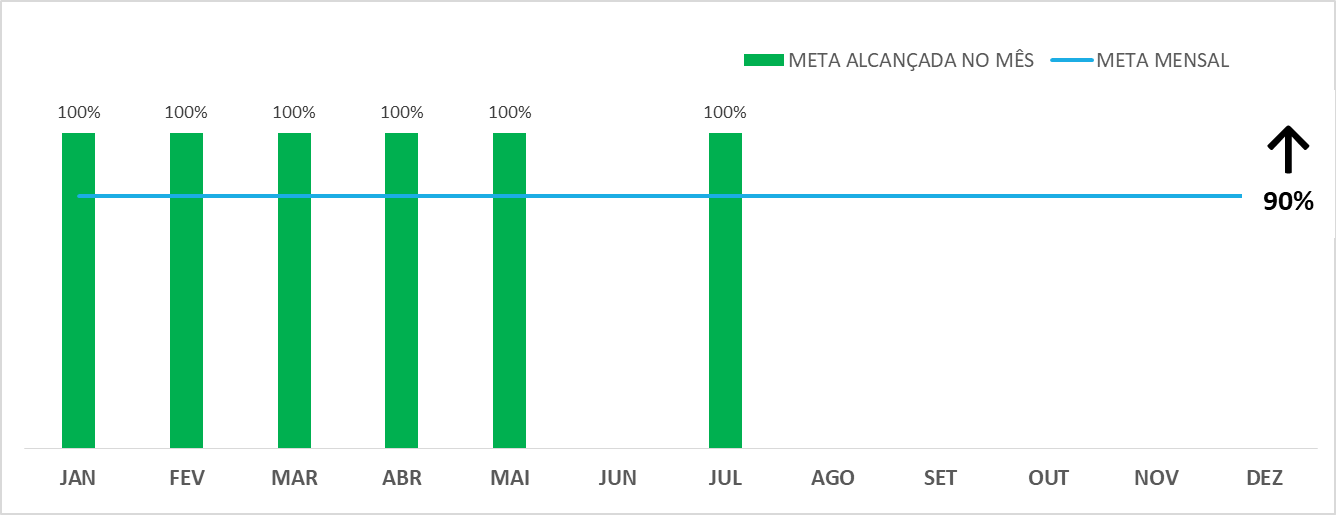 META ALCANÇADA NO MÊS META MENSAL
100% 100% 100% 100% 100% 100%
90%
JAN FEV MAR ABR MAI JUN JUL AGO SET OUT NOV DEZ